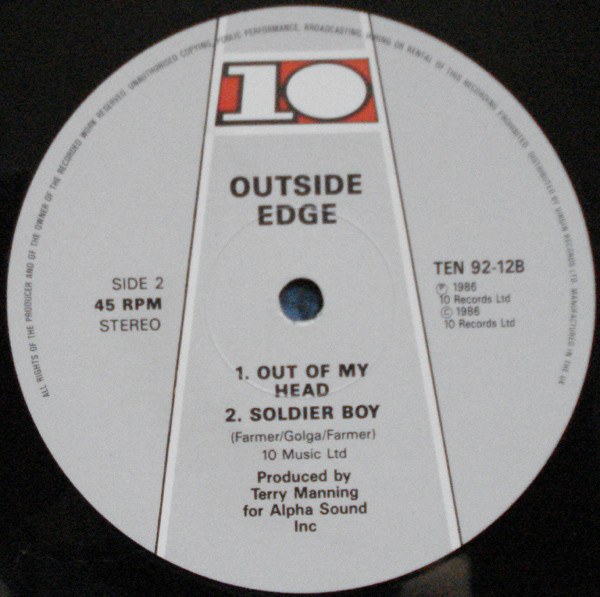 ALL RIGHTS OF THE PRODUCER AND OF THE OWNER OF THE RECORDED WORK RESERVED. UNAUTHORISED COPYING, PUBLIC PERFORMANCE, BROADCASTING, HIRING OR RENTAL OF THIS RECORDING PROHIBITED. DISTRIBUTED BY VIRGIN RECORDS LTD. MANUFACTURED IN THE UK
10
OUTSIDE
EDGE
SIDE 2
45 RPM
STEREO
TEN 92-12B
℗ 1986
10 Records Ltd
© 1986
10 Records Ltd
1. OUT OF MY
HEAD
2. SOLDIER BOY
(Farmer/Golga/Farmer)
10 Music Ltd
Produced by
Terry Manning
for Alpha Sound
Inc